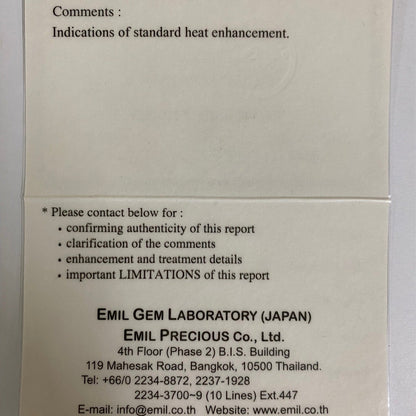 Comments :
Indications of standard heat enhancement.
* Please contact below for :
• confirming authenticity of this report
• clarification of the comments
• enhancement and treatment details
• important LIMITATIONS of this report
EMIL GEM LABORATORY (JAPAN)
EMIL PRECIOUS Co., Ltd.
4th Floor (Phase 2) B.I.S. Building
119 Mahesak Road, Bangkok, 10500 Thailand.
Tel: +66/0 2234-8872, 2237-1928
2234-3700~9 (10 Lines) Ext.447
E-mail: info@emil.co.th Website: www.emil.co.th